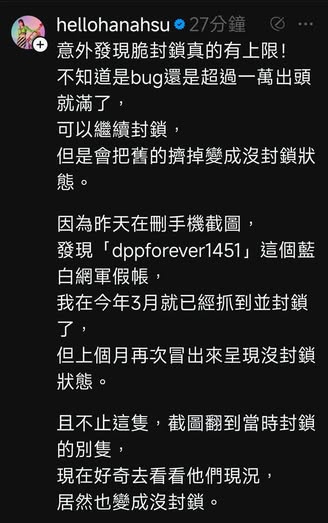 hellohanahsu 27分鐘
意外發現脆封鎖真的有上限!
不知道是bug還是超過一萬出頭
就滿了，
可以繼續封鎖，
但是會把舊的擠掉變成沒封鎖狀
態。
因為昨天在刪手機截圖，
發現「dppforever1451」這個藍
白網軍假帳，
我在今年3月就已經抓到並封鎖
了，
但上個月再次冒出來呈現沒封鎖
狀態。
且不止這隻，截圖翻到當時封鎖
的別隻，
現在好奇去看看他們現況，
居然也變成沒封鎖。